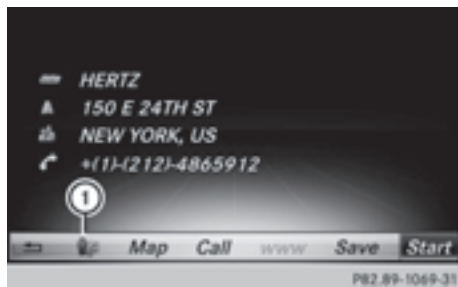 HERTZ
150 E 24TH ST
NEW YORK, US
+(1)-(212)-4865912
1
Map Call www Save Start
P82.89-1069-31